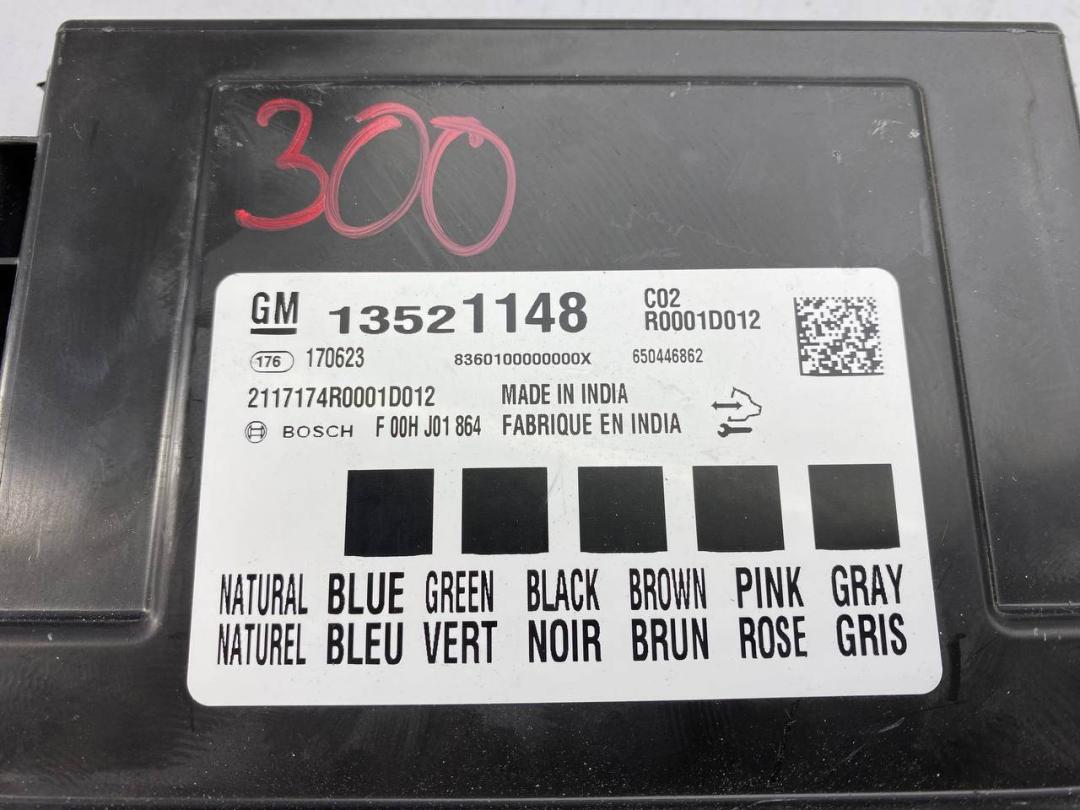 300
GM 13521148 C02
R0001D012
176 170623 8360100000000X 650446862
2117174R0001D012 MADE IN INDIA
BOSCH F 00H J01 864 FABRIQUE EN INDIA
NATURAL BLUE GREEN BLACK BROWN PINK GRAY
NATUREL BLEU VERT NOIR BRUN ROSE GRIS